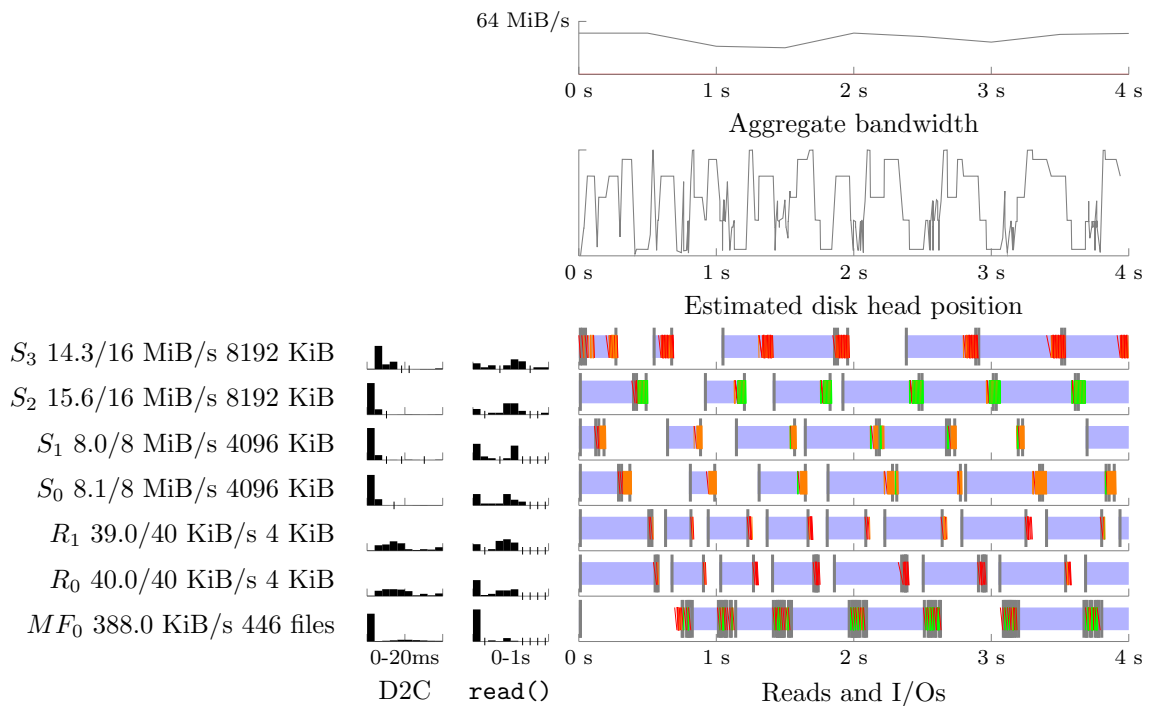 64 MiB/s
0 s 1 s 2 s 3 s 4 s
Aggregate bandwidth
0 s 1 s 2 s 3 s 4 s
Estimated disk head position
S3 14.3/16 MiB/s 8192 KiB
S2 15.6/16 MiB/s 8192 KiB
S1 8.0/8 MiB/s 4096 KiB
S0 8.1/8 MiB/s 4096 KiB
R1 39.0/40 KiB/s 4 KiB
R0 40.0/40 KiB/s 4 KiB
MF0 388.0 KiB/s 446 files
0-20ms 0-1s 0 s 1 s 2 s 3 s 4 s
D2C read() Reads and I/Os